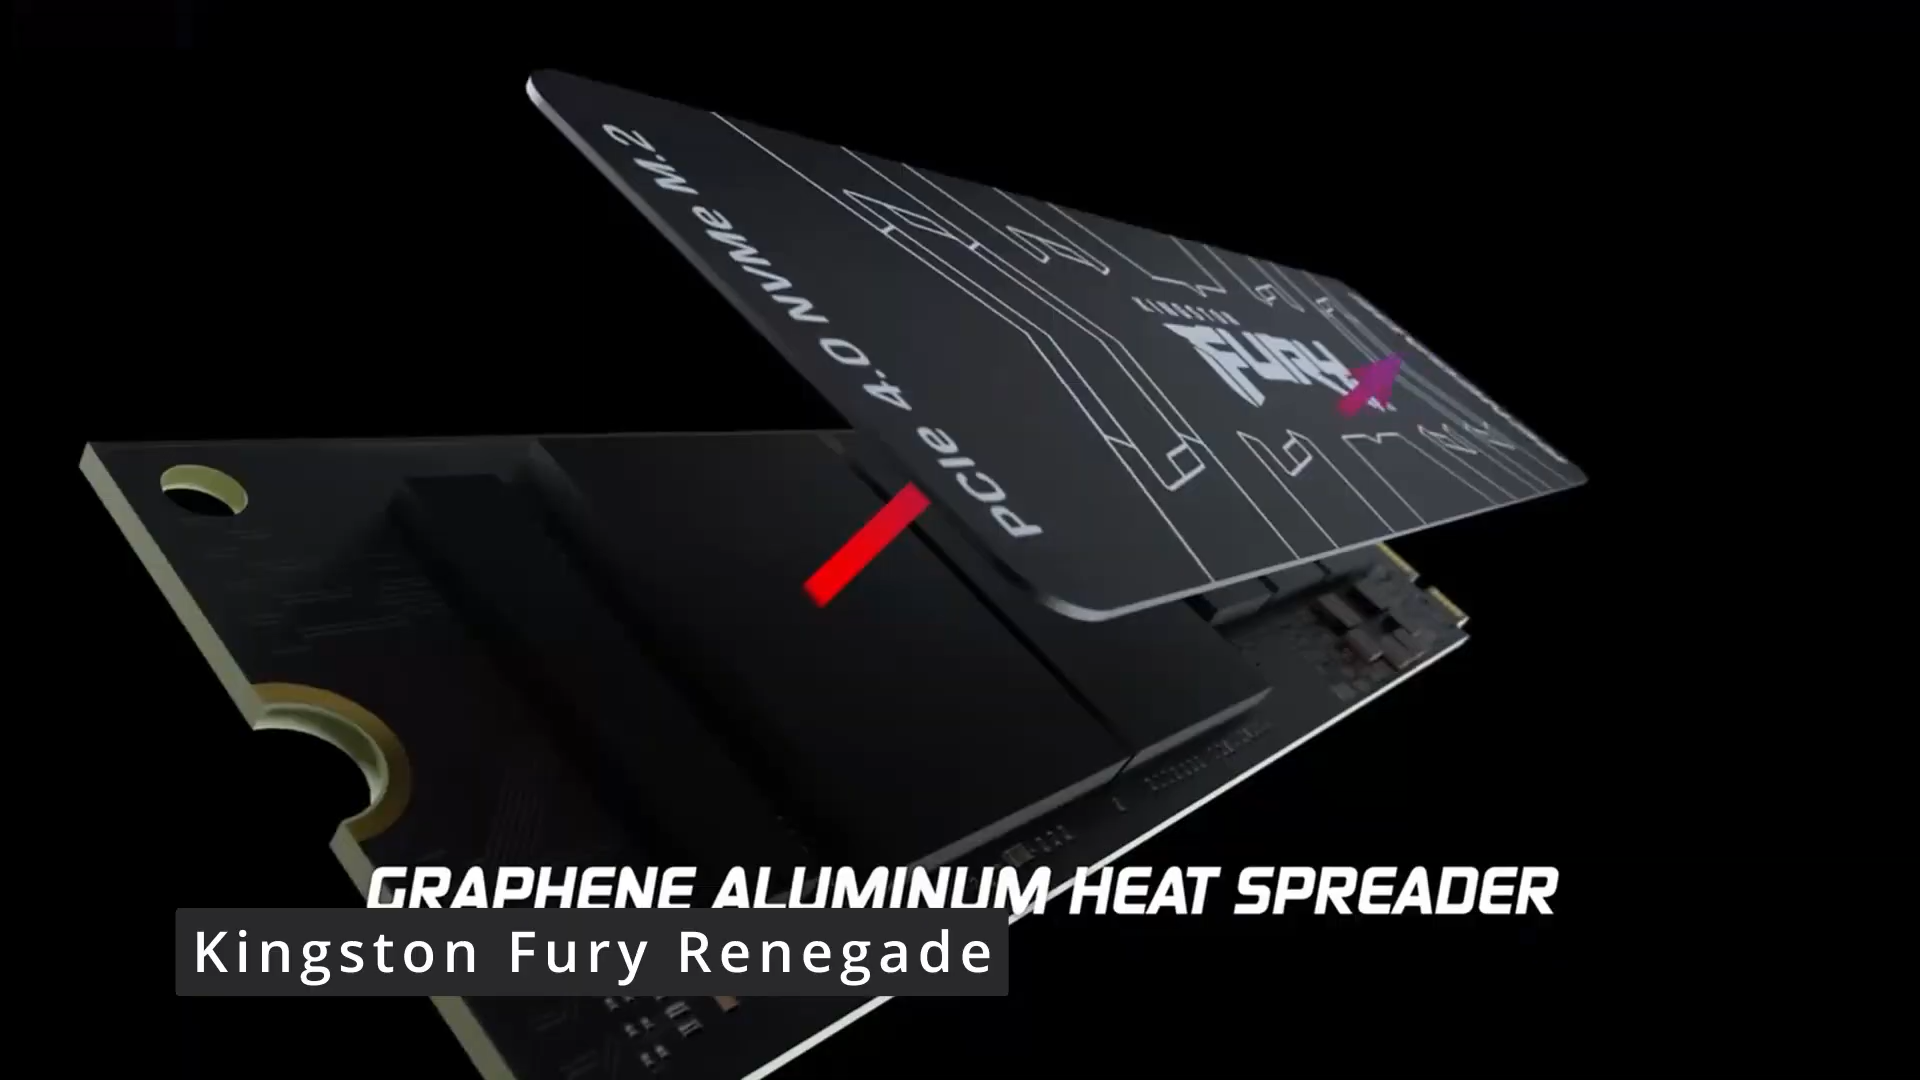 PCIe 4.0 NVMe M.2
KINGSTON
FURY
GRAPHENE ALUMINUM HEAT SPREADER
Kingston Fury Renegade